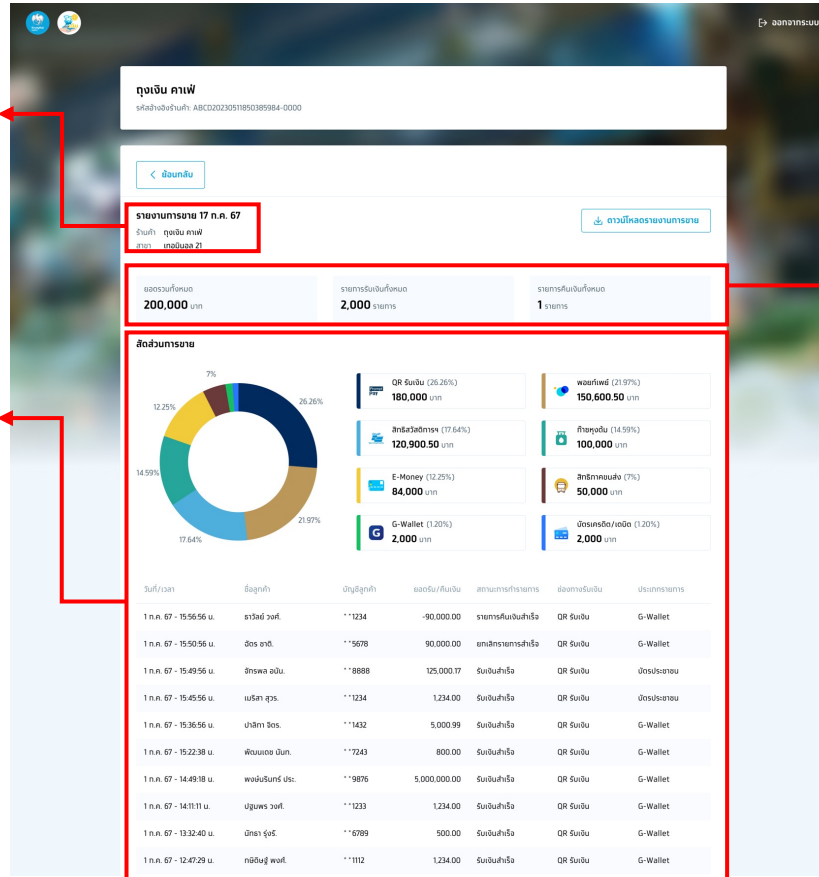 ออกจากระบบ
ถุงเงิน คาเฟ่
รหัสอ้างอิงร้านค้า: ABCD20230511850385984-0000
ย้อนกลับ
รายงานการขาย 17 ก.ค. 67
ดาวน์โหลดรายงานการขาย
ร้านค้า ถุงเงิน คาเฟ่
สาขา เทอมินอล 21
ยอดรวมทั้งหมด รายการรับเงินทั้งหมด รายการคืนเงินทั้งหมด
200,000 บาท 2,000 รายการ 1 รายการ
สัดส่วนการขาย
7%
12.25%
26.26%
14.59%
17.64%
21.97%
QR รับเงิน (26.26%)
180,000 บาท
พอยท์เพย์ (21.97%)
150,600.50 บาท
สิทธิสวัสดิการฯ (17.64%)
120,900.50 บาท
ก๊าซหุงต้ม (14.59%)
100,000 บาท
E-Money (12.25%)
84,000 บาท
สิทธิภาคขนส่ง (7%)
50,000 บาท
G-Wallet (1.20%)
2,000 บาท
บัตรเครดิต/เดบิต (1.20%)
2,000 บาท
วันที่/เวลา ชื่อลูกค้า บัญชีลูกค้า ยอดรับ/คืนเงิน สถานะการทำรายการ ช่องทางรับเงิน ประเภทรายการ
1 ก.ค. 67 - 15:56:56 น. ธาวัลย์ วงศ์. **1234 -90,000.00 รายการคืนเงินสำเร็จ QR รับเงิน G-Wallet
1 ก.ค. 67 - 15:50:56 น. ฉัตร ชาติ. **5678 90,000.00 ยกเลิกรายการสำเร็จ QR รับเงิน G-Wallet
1 ก.ค. 67 - 15:49:56 น. จักรพล อนัน. **8888 125,000.17 รับเงินสำเร็จ QR รับเงิน บัตรประชาชน
1 ก.ค. 67 - 15:45:56 น. เมริสา สุวร. **1234 1,234.00 รับเงินสำเร็จ QR รับเงิน บัตรประชาชน
1 ก.ค. 67 - 15:36:56 น. ปาลิกา จิตร. **1432 5,000.99 รับเงินสำเร็จ QR รับเงิน G-Wallet
1 ก.ค. 67 - 15:22:38 น. พัฒนเดช นันท. **7243 800.00 รับเงินสำเร็จ QR รับเงิน G-Wallet
1 ก.ค. 67 - 14:49:18 น. พงษ์นรินทร์ ประ. **9876 5,000,000.00 รับเงินสำเร็จ QR รับเงิน G-Wallet
1 ก.ค. 67 - 14:11:11 น. ปฐมพร วงศ์. **1233 1,234.00 รับเงินสำเร็จ QR รับเงิน G-Wallet
1 ก.ค. 67 - 13:32:40 น. นัทธา รุ่งรั. **6789 500.00 รับเงินสำเร็จ QR รับเงิน G-Wallet
1 ก.ค. 67 - 12:47:29 น. กษิดิษฐ์ พงศ์. **1112 1,234.00 รับเงินสำเร็จ QR รับเงิน G-Wallet